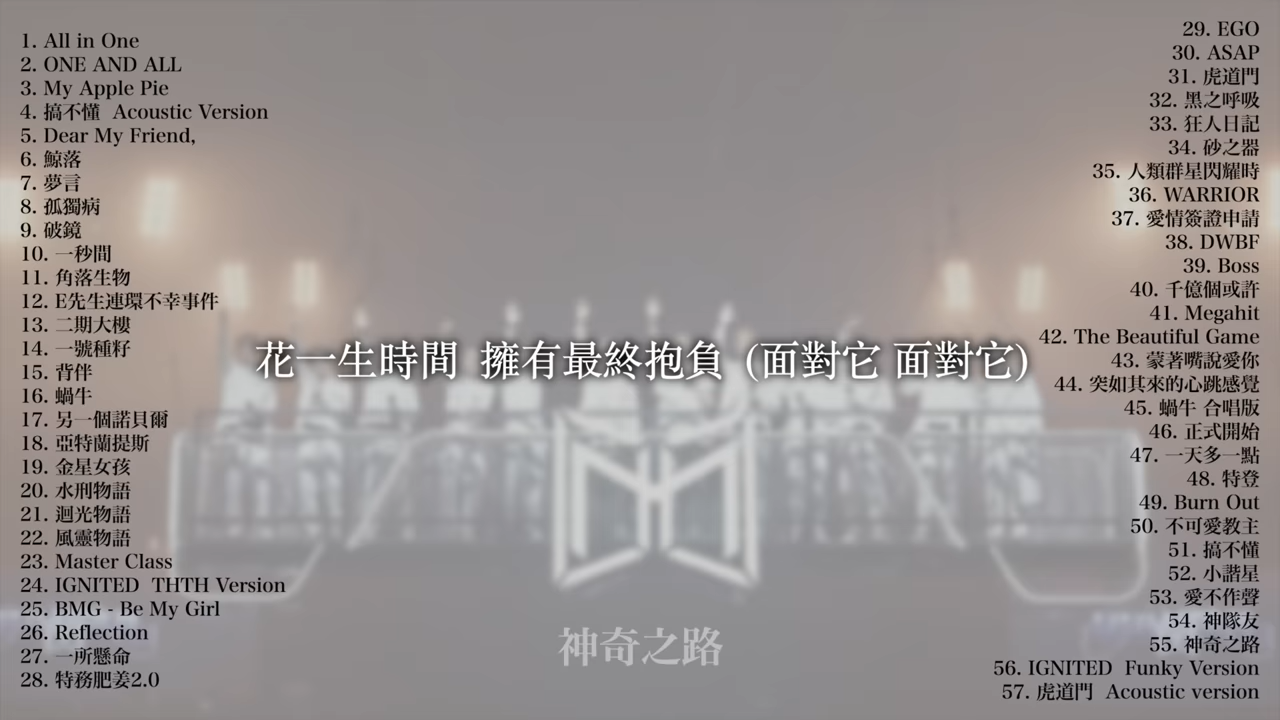 1. All in One
2. ONE AND ALL
3. My Apple Pie
4. 搞不懂  Acoustic Version
5. Dear My Friend,
6. 鯨落
7. 夢言
8. 孤獨病
9. 破鏡
10. 一秒間
11. 角落生物
12. E先生連環不幸事件
13. 二期大樓
14. 一號種籽
15. 背伴
16. 蝸牛
17. 另一個諾貝爾
18. 亞特蘭提斯
19. 金星女孩
20. 水刑物語
21. 迴光物語
22. 風靈物語
23. Master Class
24. IGNITED  THTH Version
25. BMG - Be My Girl
26. Reflection
27. 一所懸命
28. 特務肥姜2.0
花一生時間 擁有最終抱負 (面對它 面對它)
神奇之路
29. EGO
30. ASAP
31. 虎道門
32. 黑之呼吸
33. 狂人日記
34. 砂之器
35. 人類群星閃耀時
36. WARRIOR
37. 愛情簽證申請
38. DWBF
39. Boss
40. 千億個或許
41. Megahit
42. The Beautiful Game
43. 蒙著嘴說愛你
44. 突如其來的心跳感覺
45. 蝸牛 合唱版
46. 正式開始
47. 一天多一點
48. 特登
49. Burn Out
50. 不可愛教主
51. 搞不懂
52. 小諧星
53. 愛不作聲
54. 神隊友
55. 神奇之路
56. IGNITED  Funky Version
57. 虎道門  Acoustic version